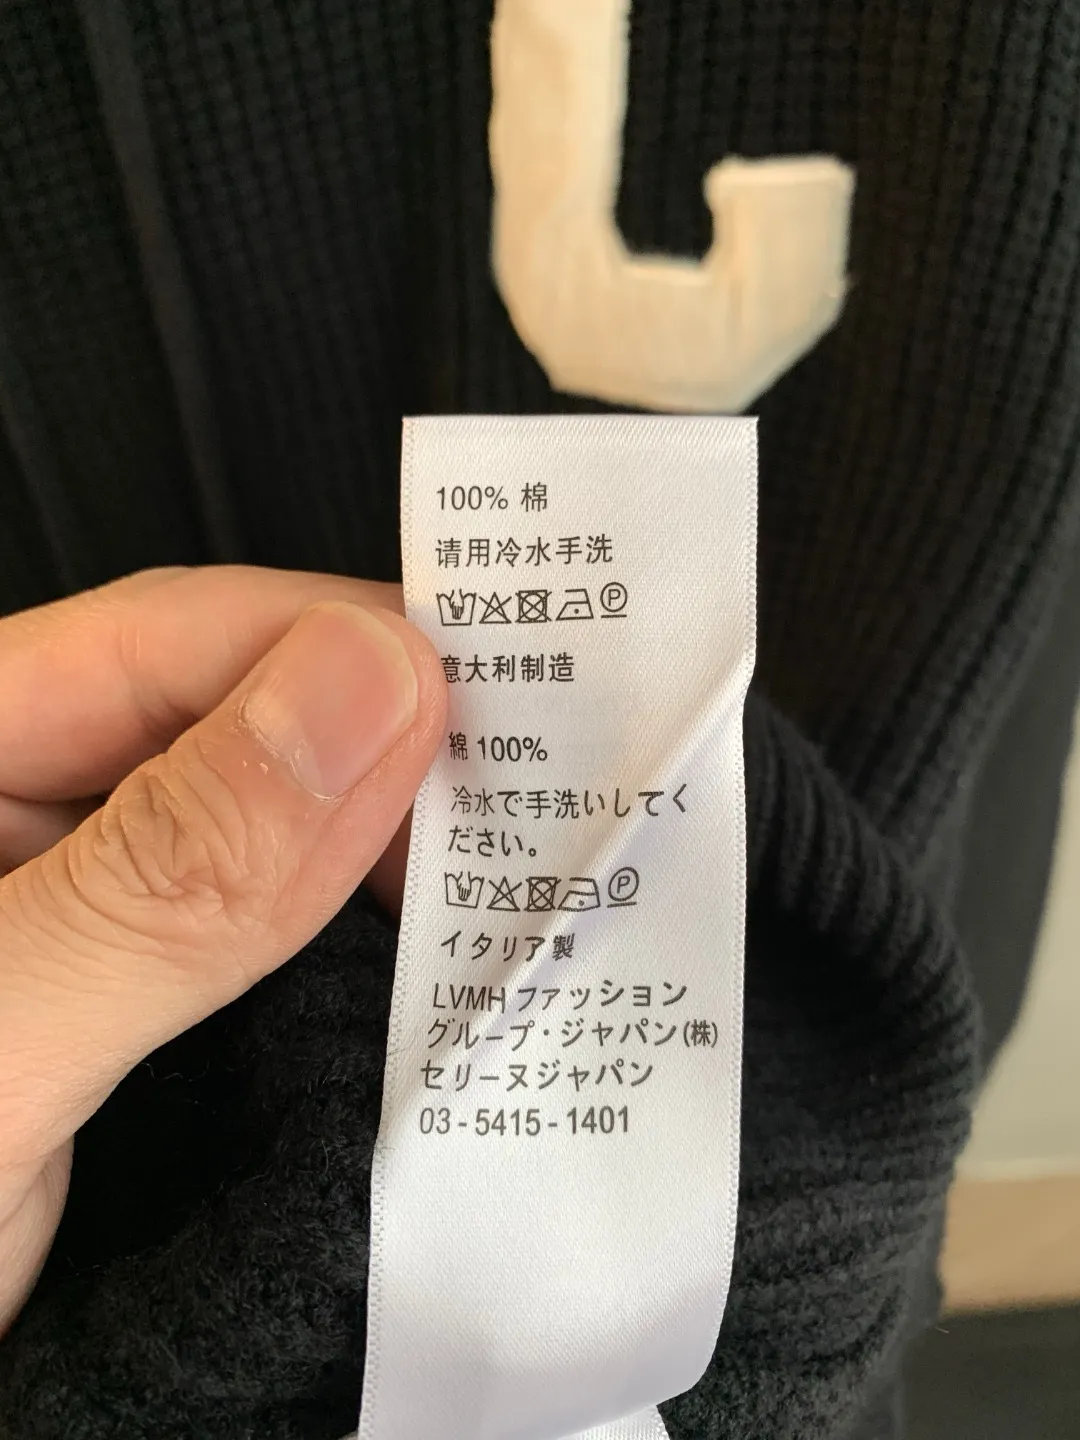 C
100% 棉
请用冷水手洗
P
意大利制造
綿 100%
冷水で手洗いしてく
ださい。
P
イタリア製
LVMH ファッション
グループ・ジャパン(株)
セリーヌジャパン
03-5415-1401